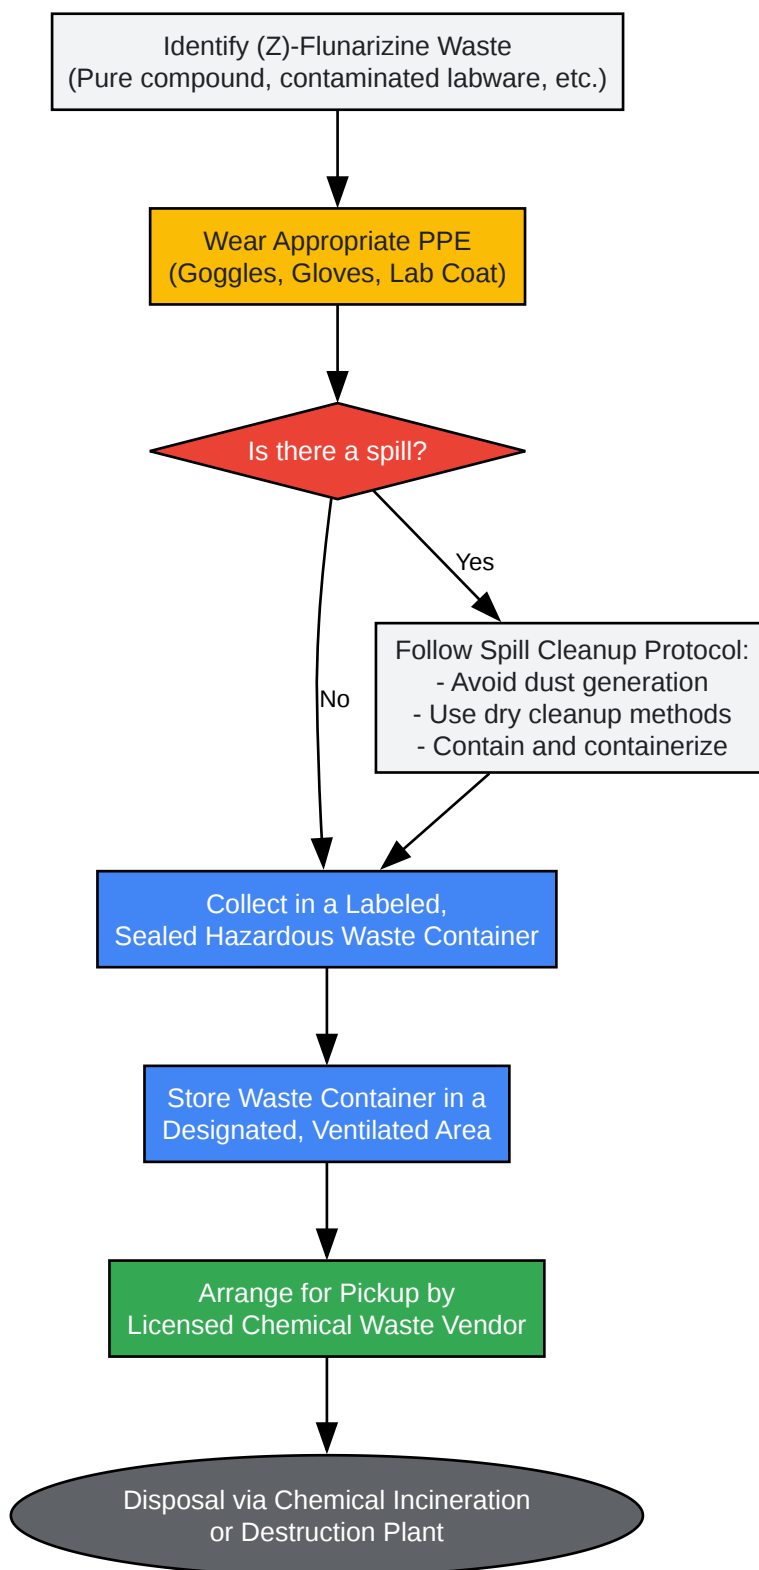 Identify (Z)-Flunarizine Waste
(Pure compound, contaminated labware, etc.)
Wear Appropriate PPE
(Goggles, Gloves, Lab Coat)
Is there a spill?
Yes
Follow Spill Cleanup Protocol:
- Avoid dust generation
- Use dry cleanup methods
- Contain and containerize
No
Collect in a Labeled,
Sealed Hazardous Waste Container
Store Waste Container in a
Designated, Ventilated Area
Arrange for Pickup by
Licensed Chemical Waste Vendor
Disposal via Chemical Incineration
or Destruction Plant